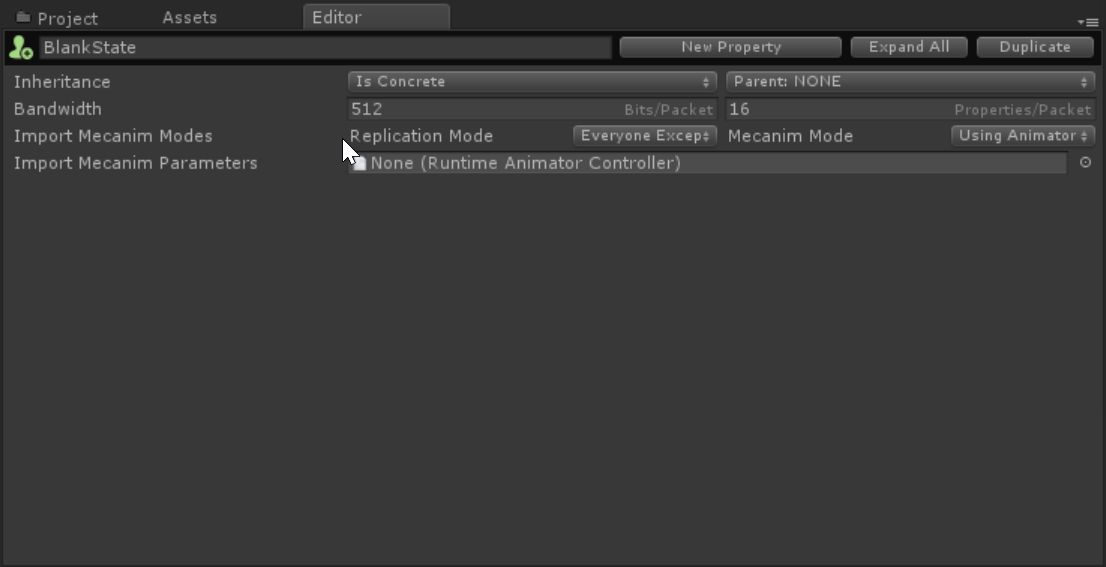 Project Assets Editor
BlankState New Property Expand All Duplicate
Inheritance Is Concrete Parent: NONE
Bandwidth 512 Bits/Packet 16 Properties/Packet
Import Mecanim Modes Replication Mode Everyone Excep Mecanim Mode Using Animator
Import Mecanim Parameters None (Runtime Animator Controller)